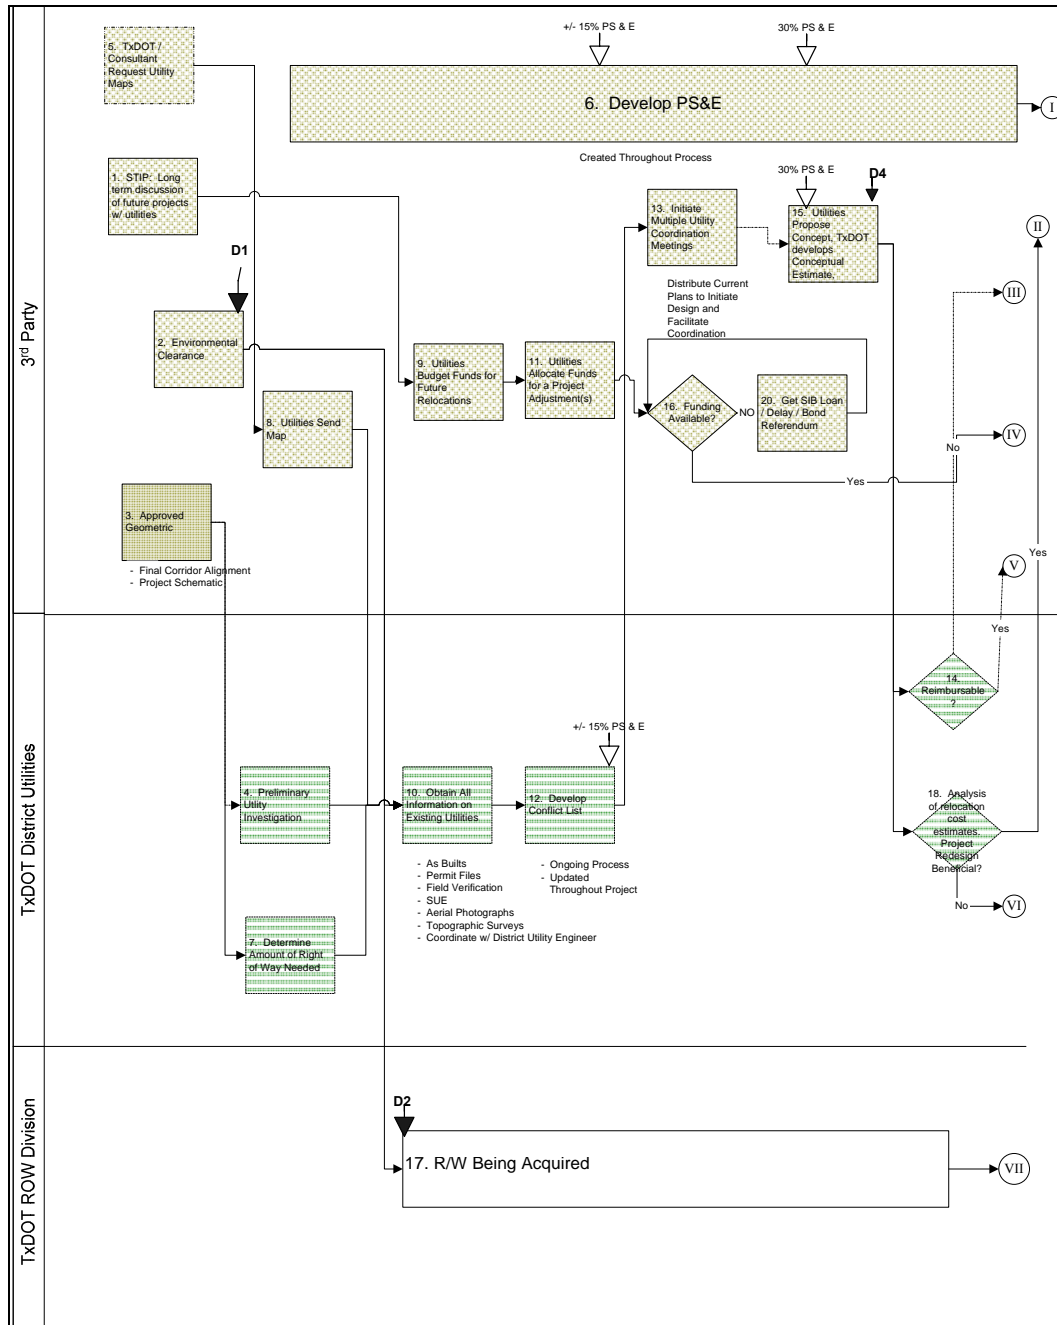 +/- 15% PS & E
30% PS & E
5. TxDOT /
Consultant
Request Utility
Maps
6. Develop PS&E
I
Created Throughout Process
1. STIP: Long
term discussion
of future projects
w/ utilities
13. Initiate
Multiple Utility
Coordination
Meetings
30% PS & E
D4
15. Utilities
Propose
Concept, TxDOT
develops
Conceptual
Estimate,
II
D1
Distribute Current
Plans to Initiate
Design and
Facilitate
Coordination
III
3rd Party
2. Environmental
Clearance
9. Utilities
Budget Funds for
Future
Relocations
11. Utilities
Allocate Funds
for a Project
Adjustment(s)
16. Funding
Available?
NO
20. Get SIB Loan
/ Delay / Bond
Referendum
8. Utilities Send
Map
IV
No
Yes
3. Approved
Geometric
- Final Corridor Alignment
- Project Schematic
Yes
V
Yes
TxDOT District Utilities
14.
Reimbursable
?
+/- 15% PS & E
4. Preliminary
Utlity
Investigation
10. Obtain All
Information on
Existing Utilities
12. Develop
Conflict List
18. Analysis
of relocation
cost
estimates.
Project
Redesign
Beneficial?
- As Builts
- Permit Files
- Field Verification
- SUE
- Aerial Photographs
- Topographic Surveys
- Coordinate w/ District Utility Engineer
- Ongoing Process
- Updated
Throughout Project
No
VI
7. Determine
Amount of Right
of Way Needed
TxDOT ROW Division
D2
17. R/W Being Acquired
VII